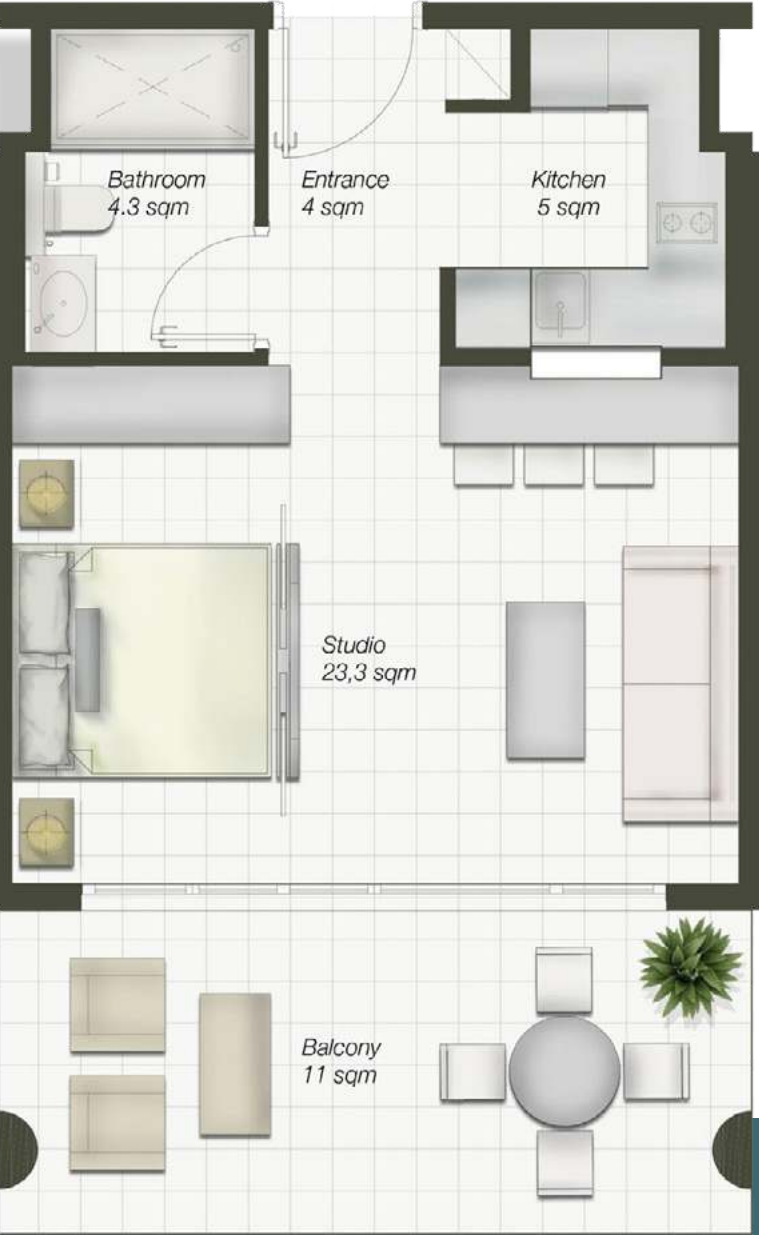 Bathroom
4.3 sqm
Entrance
4 sqm
Kitchen
5 sqm
Studio
23,3 sqm
Balcony
11 sqm